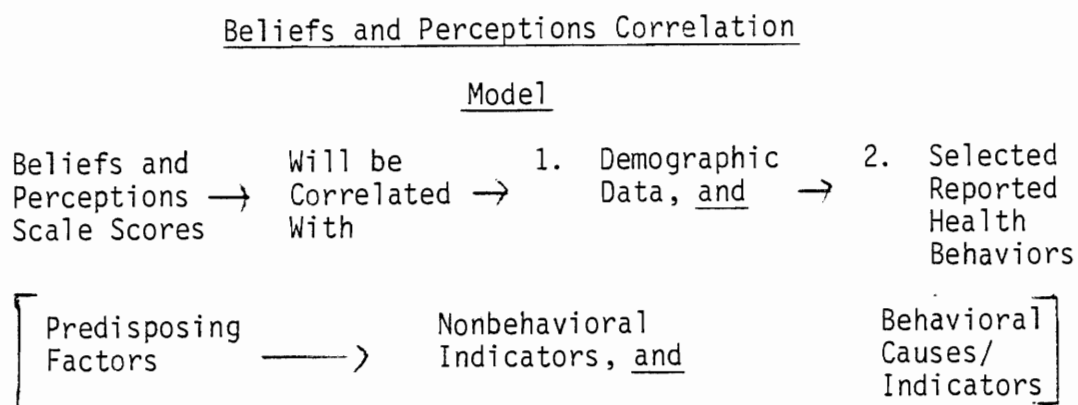 Beliefs and Perceptions Correlation
Model
Beliefs and Perceptions → Scale Scores
Will be Correlated → With
1. Demographic Data, and →
2. Selected Reported Health Behaviors
[ Predisposing Factors →
Nonbehavioral Indicators, and
Behavioral Causes/ Indicators ]